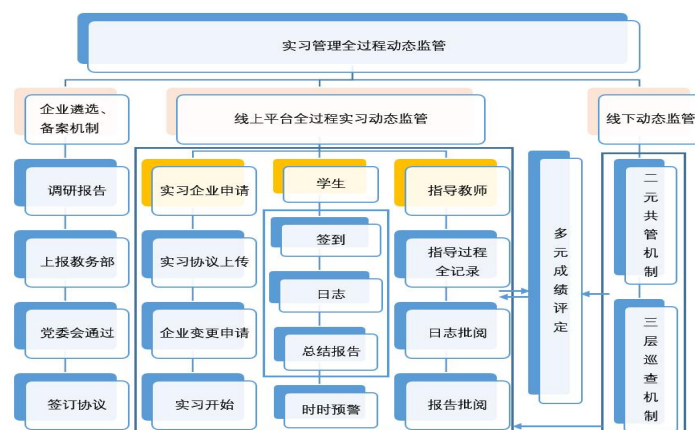 实习管理全过程动态监管
企业遴选、
备案机制
线上平台全过程实习动态监管
线下动态监管
调研报告
上报教务部
党委会通过
签订协议
实习企业申请
实习协议上传
企业变更申请
实习开始
学生
签到
日志
总结报告
时时预警
指导教师
指导过程
全记录
日志批阅
报告批阅
多元成绩评定
二元共管机制
三层巡查机制